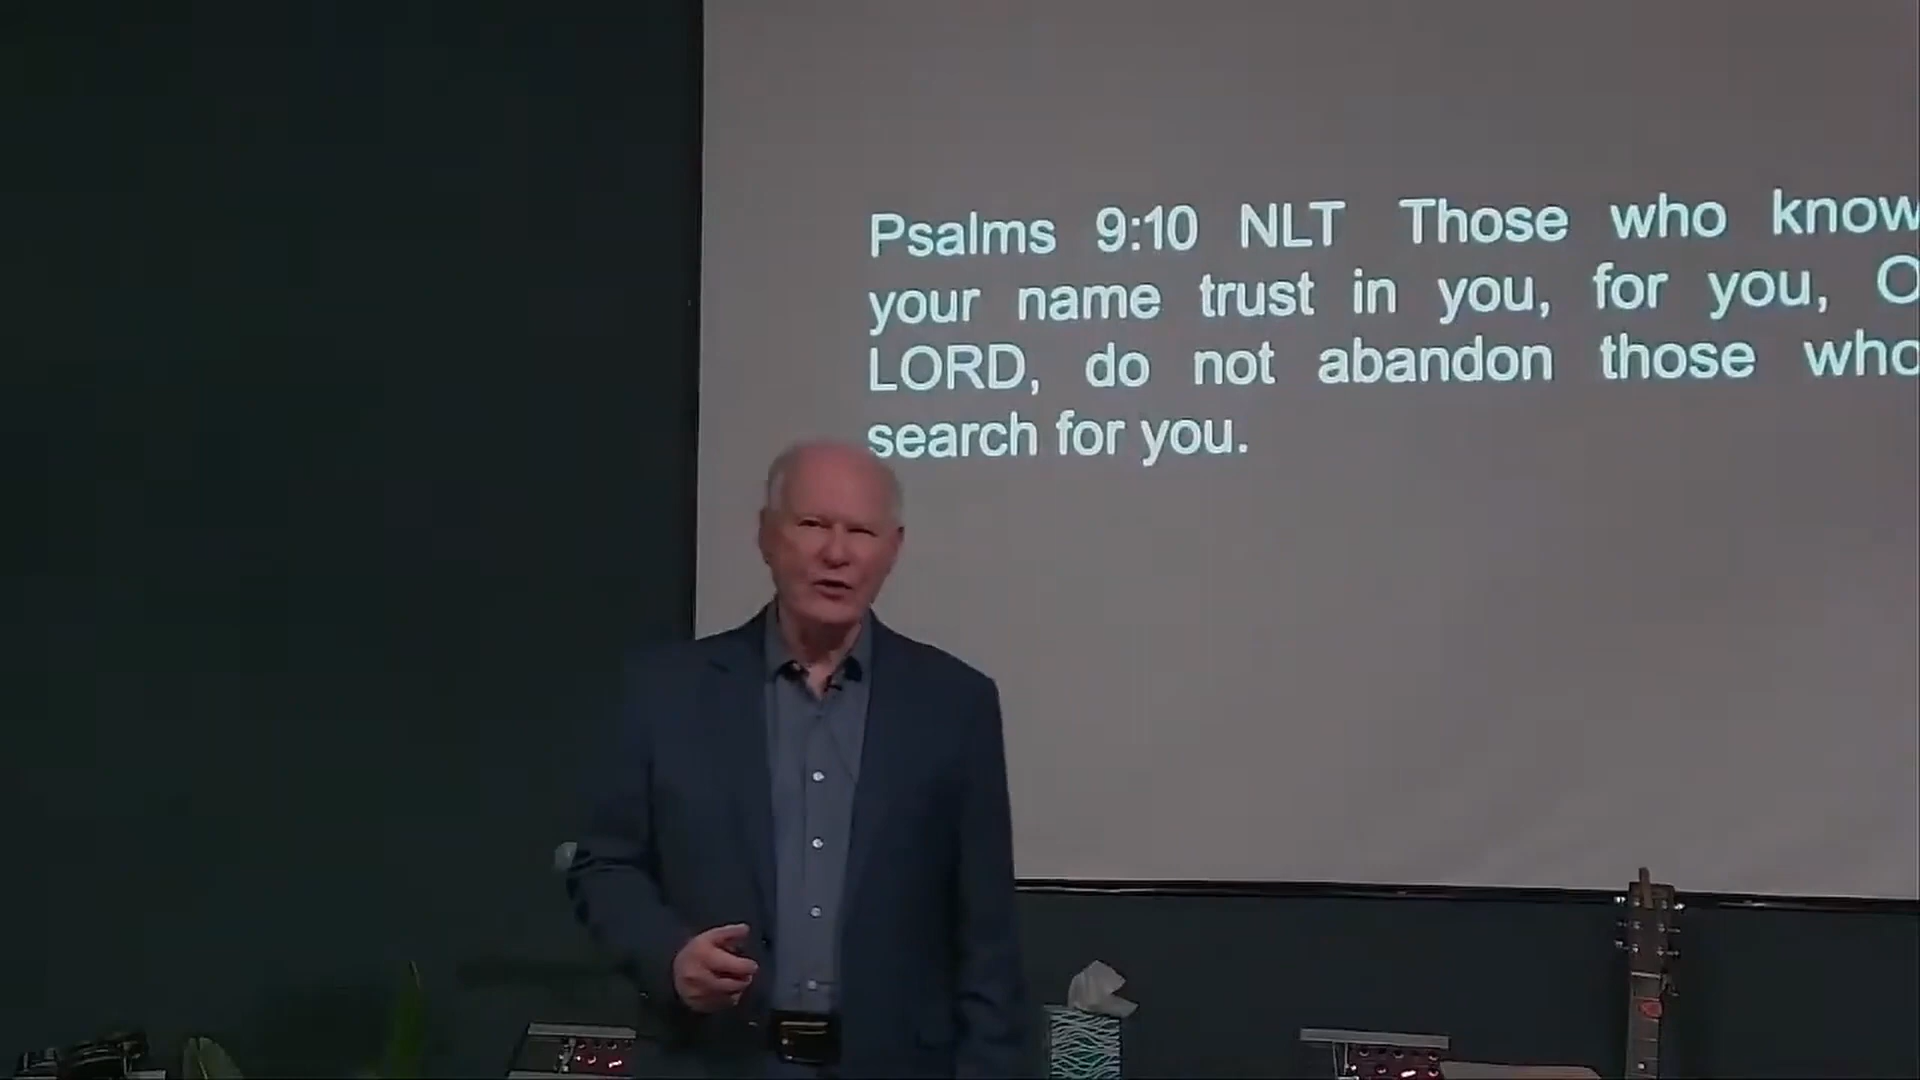 Psalms 9:10 NLT Those who know
your name trust in you, for you, O
LORD, do not abandon those who
search for you.